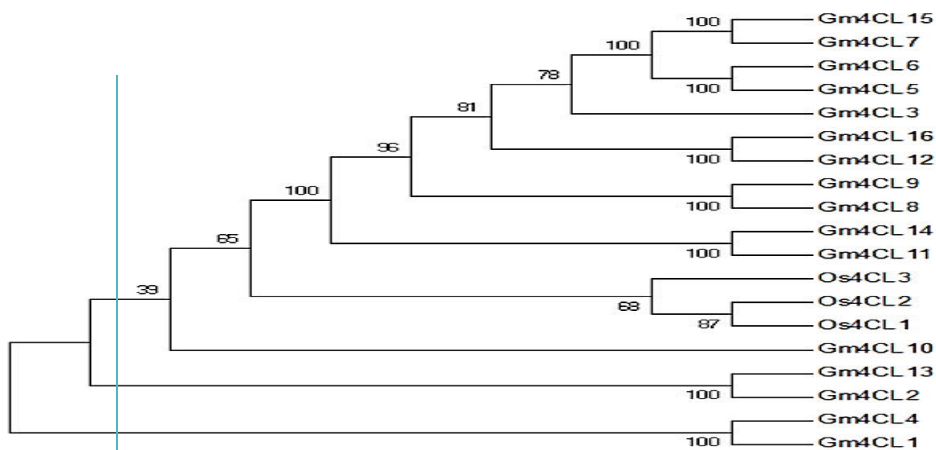 Gm4CL15
100
Gm4CL7
100
Gm4CL6
78
100
Gm4CL5
81
Gm4CL3
Gm4CL16
96
100
Gm4CL12
Gm4CL9
100
100
Gm4CL8
Gm4CL14
65
100
Gm4CL11
Os4CL3
39
68
Os4CL2
87
Os4CL1
Gm4CL10
Gm4CL13
100
Gm4CL2
Gm4CL4
100
Gm4CL1